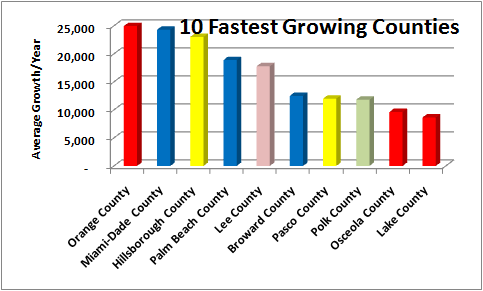 10 Fastest Growing Counties
Average Growth/Year
25,000
20,000
15,000
10,000
5,000
-
Orange County
Miami-Dade County
Hillsborough County
Palm Beach County
Lee County
Broward County
Pasco County
Polk County
Osceola County
Lake County